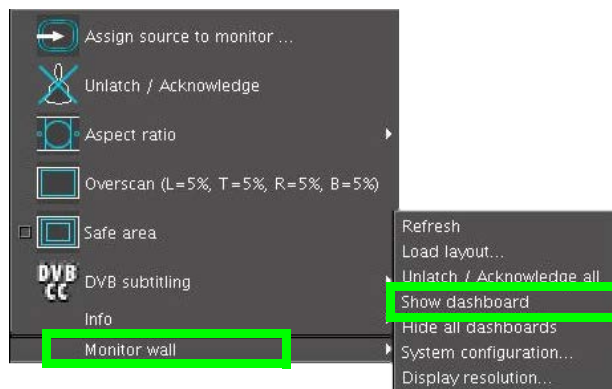 Assign source to monitor ...
Unlatch / Acknowledge
Aspect ratio
Overscan (L=5%, T=5%, R=5%, B=5%)
Safe area
DVB
CC
DVB subtitling
Info
Monitor wall
Refresh
Load layout...
Unlatch / Acknowledge all
Show dashboard
Hide all dashboards
System configuration...
Display resolution...